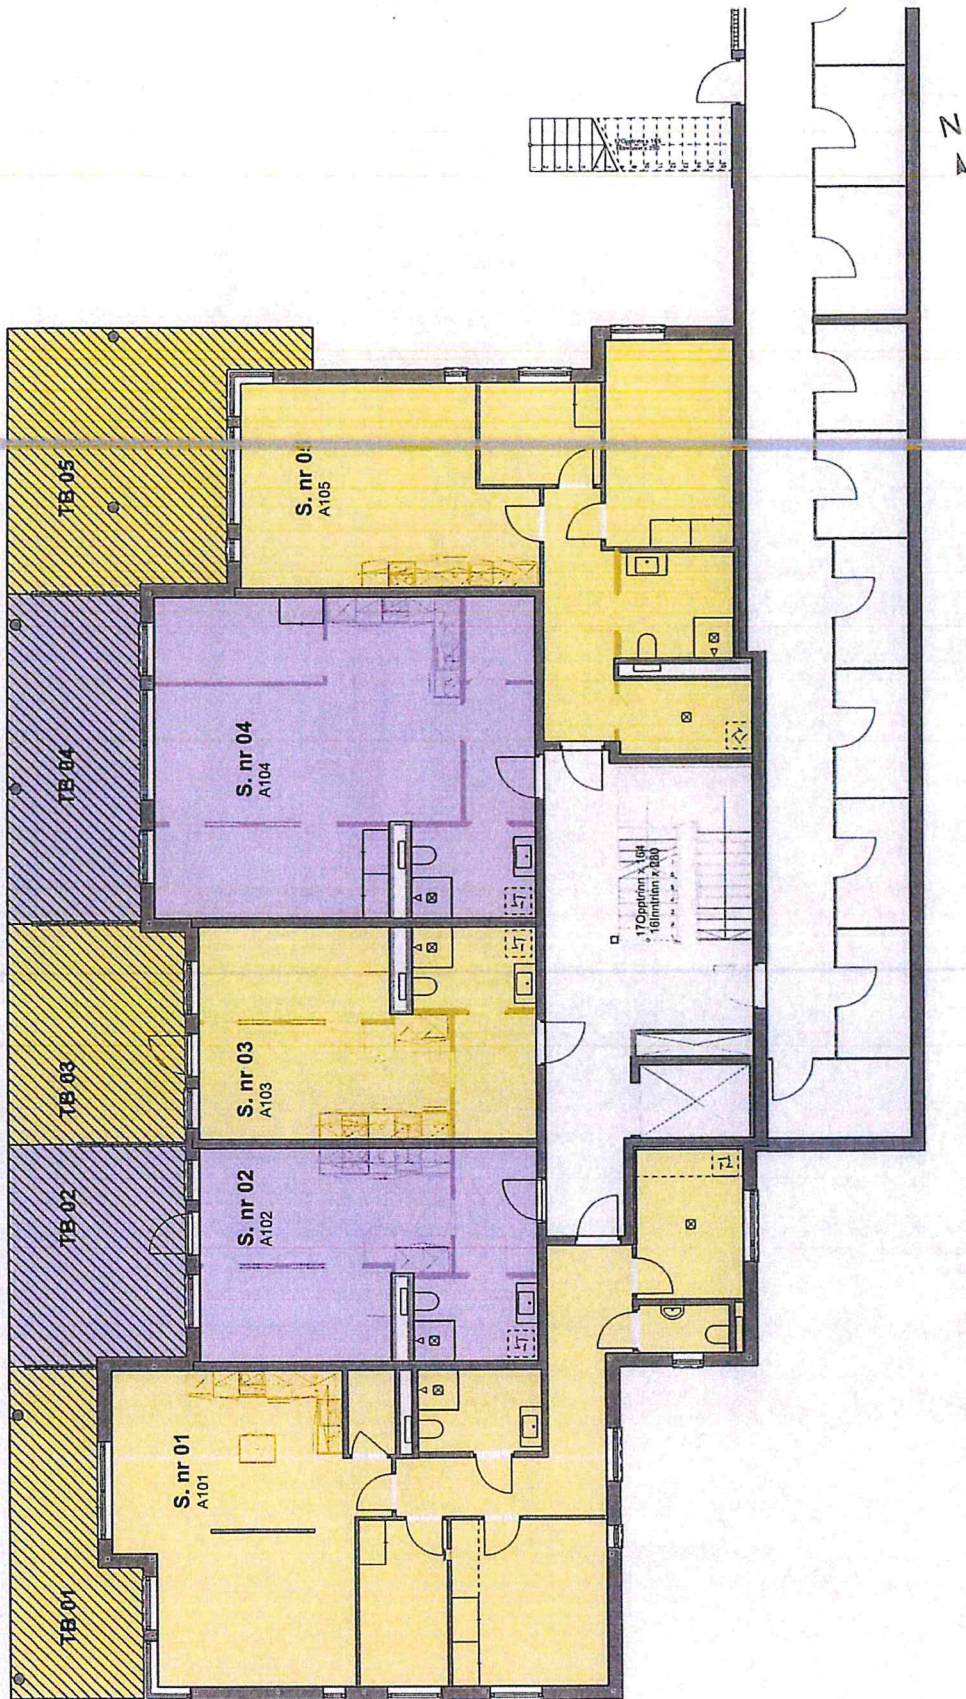 N
TB 05
S. nr 05
A105
TB 04
S. nr 04
A104
17Opptrinn x 164
16Inntrinn x 280
TB 03
S. nr 03
A103
TB 02
S. nr 02
A102
TB 01
S. nr 01
A101